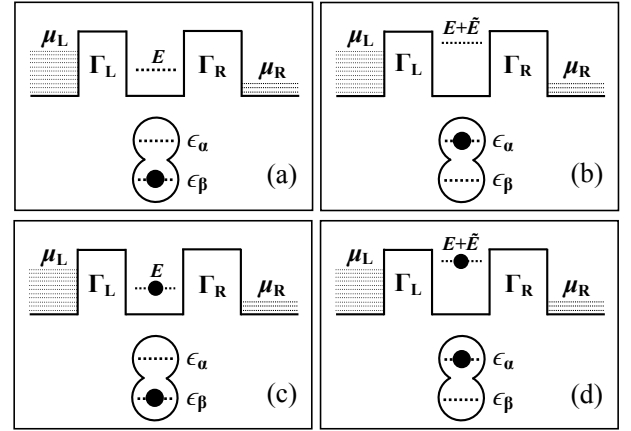 μL E μR
ΓL ΓR
ϵα
ϵβ (a)
μL E+Ẽ μR
ΓL ΓR
ϵα
ϵβ (b)
μL E μR
ΓL ΓR
ϵα
ϵβ (c)
μL E+Ẽ μR
ΓL ΓR
ϵα
ϵβ (d)